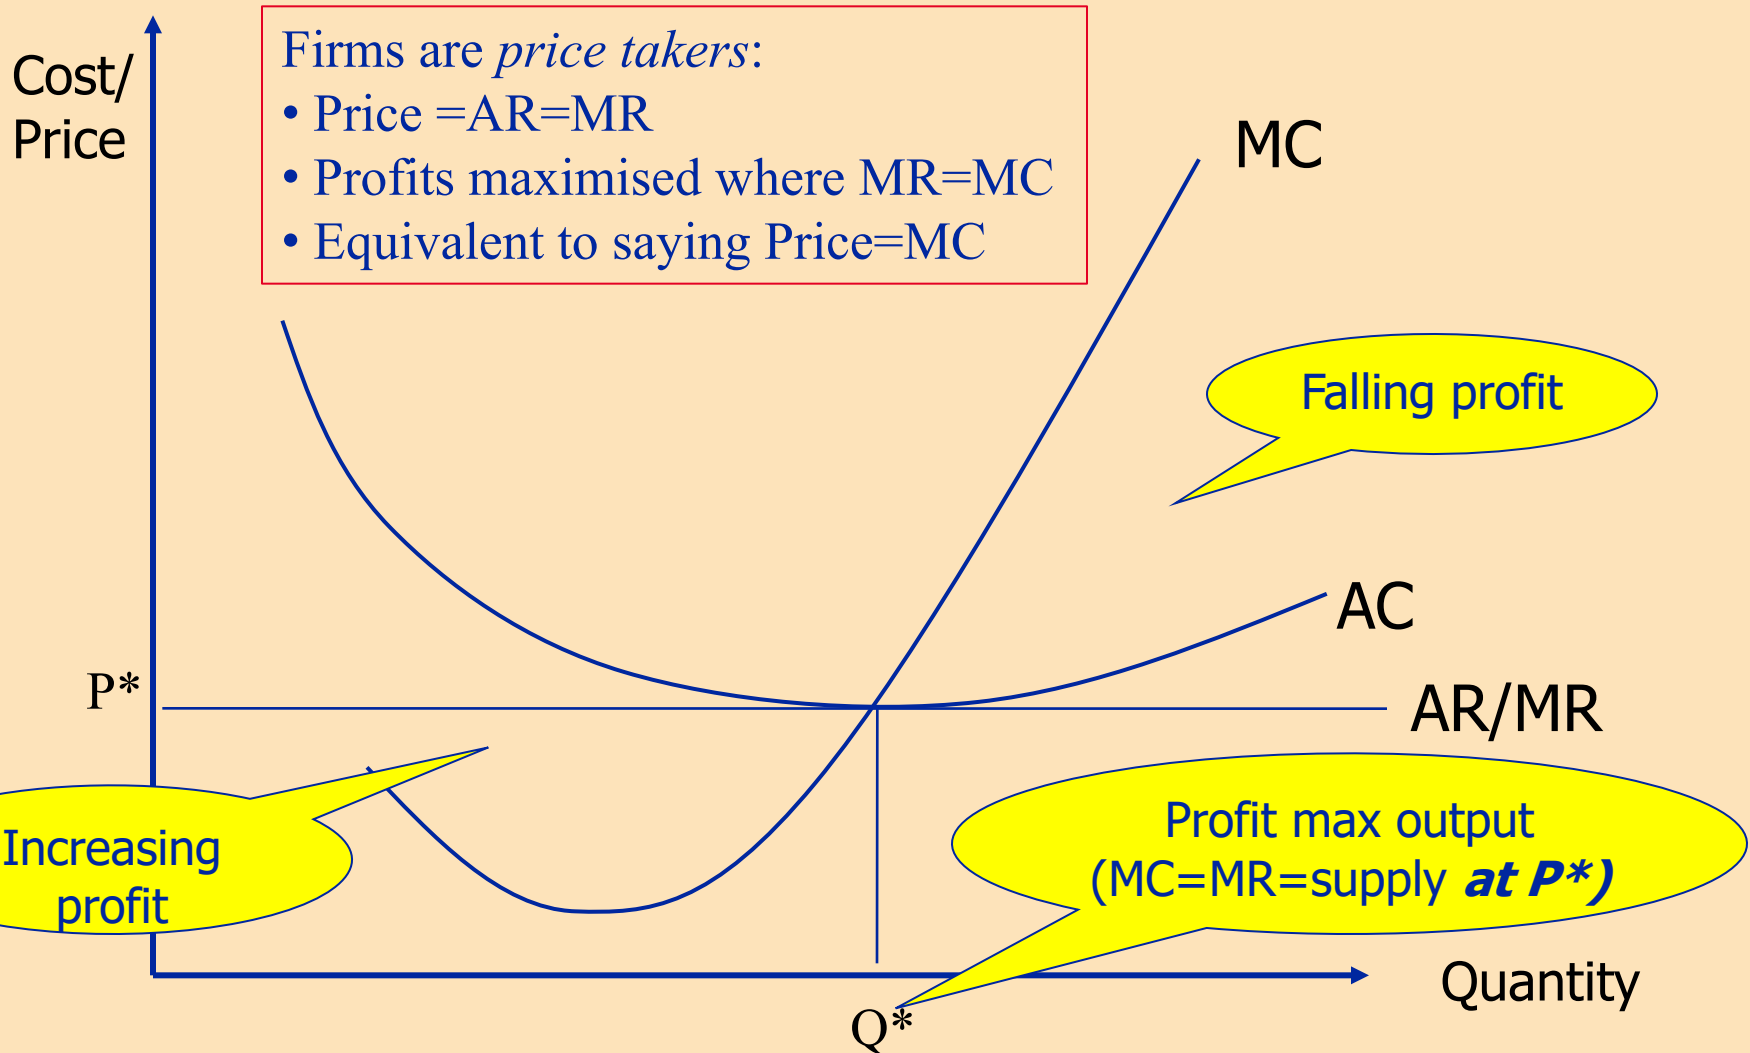 Cost/
Price
Firms are price takers:
• Price =AR=MR
• Profits maximised where MR=MC
• Equivalent to saying Price=MC
MC
Falling profit
AC
P*
AR/MR
Increasing
profit
Profit max output
(MC=MR=supply at P*)
Quantity
Q*